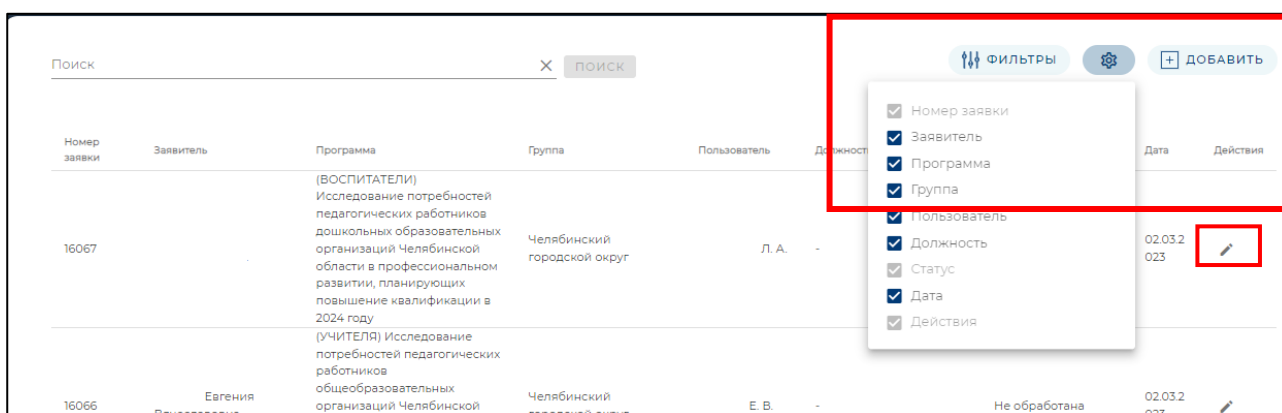 Поиск
ПОИСК
ФИЛЬТРЫ
ДОБАВИТЬ
Номер заявки
Заявитель
Программа
Группа
Пользователь
Должность
Статус
Дата
Действия
Номер
заявки
Заявитель
Программа
Группа
Пользователь
Дата
Действия
16067
(ВОСПИТАТЕЛИ)
Исследование потребностей
педагогических работников
дошкольных образовательных
организаций Челябинской
области в профессиональном
развитии, планирующих
повышение квалификации в
2024 году
Челябинский
городской округ
Л. А.
-
02.03.2
023
16066
Евгения
(УЧИТЕЛЯ) Исследование
потребностей педагогических
работников
общеобразовательных
организаций Челябинской
Челябинский
Е. В.
-
Не обработана
02.03.2